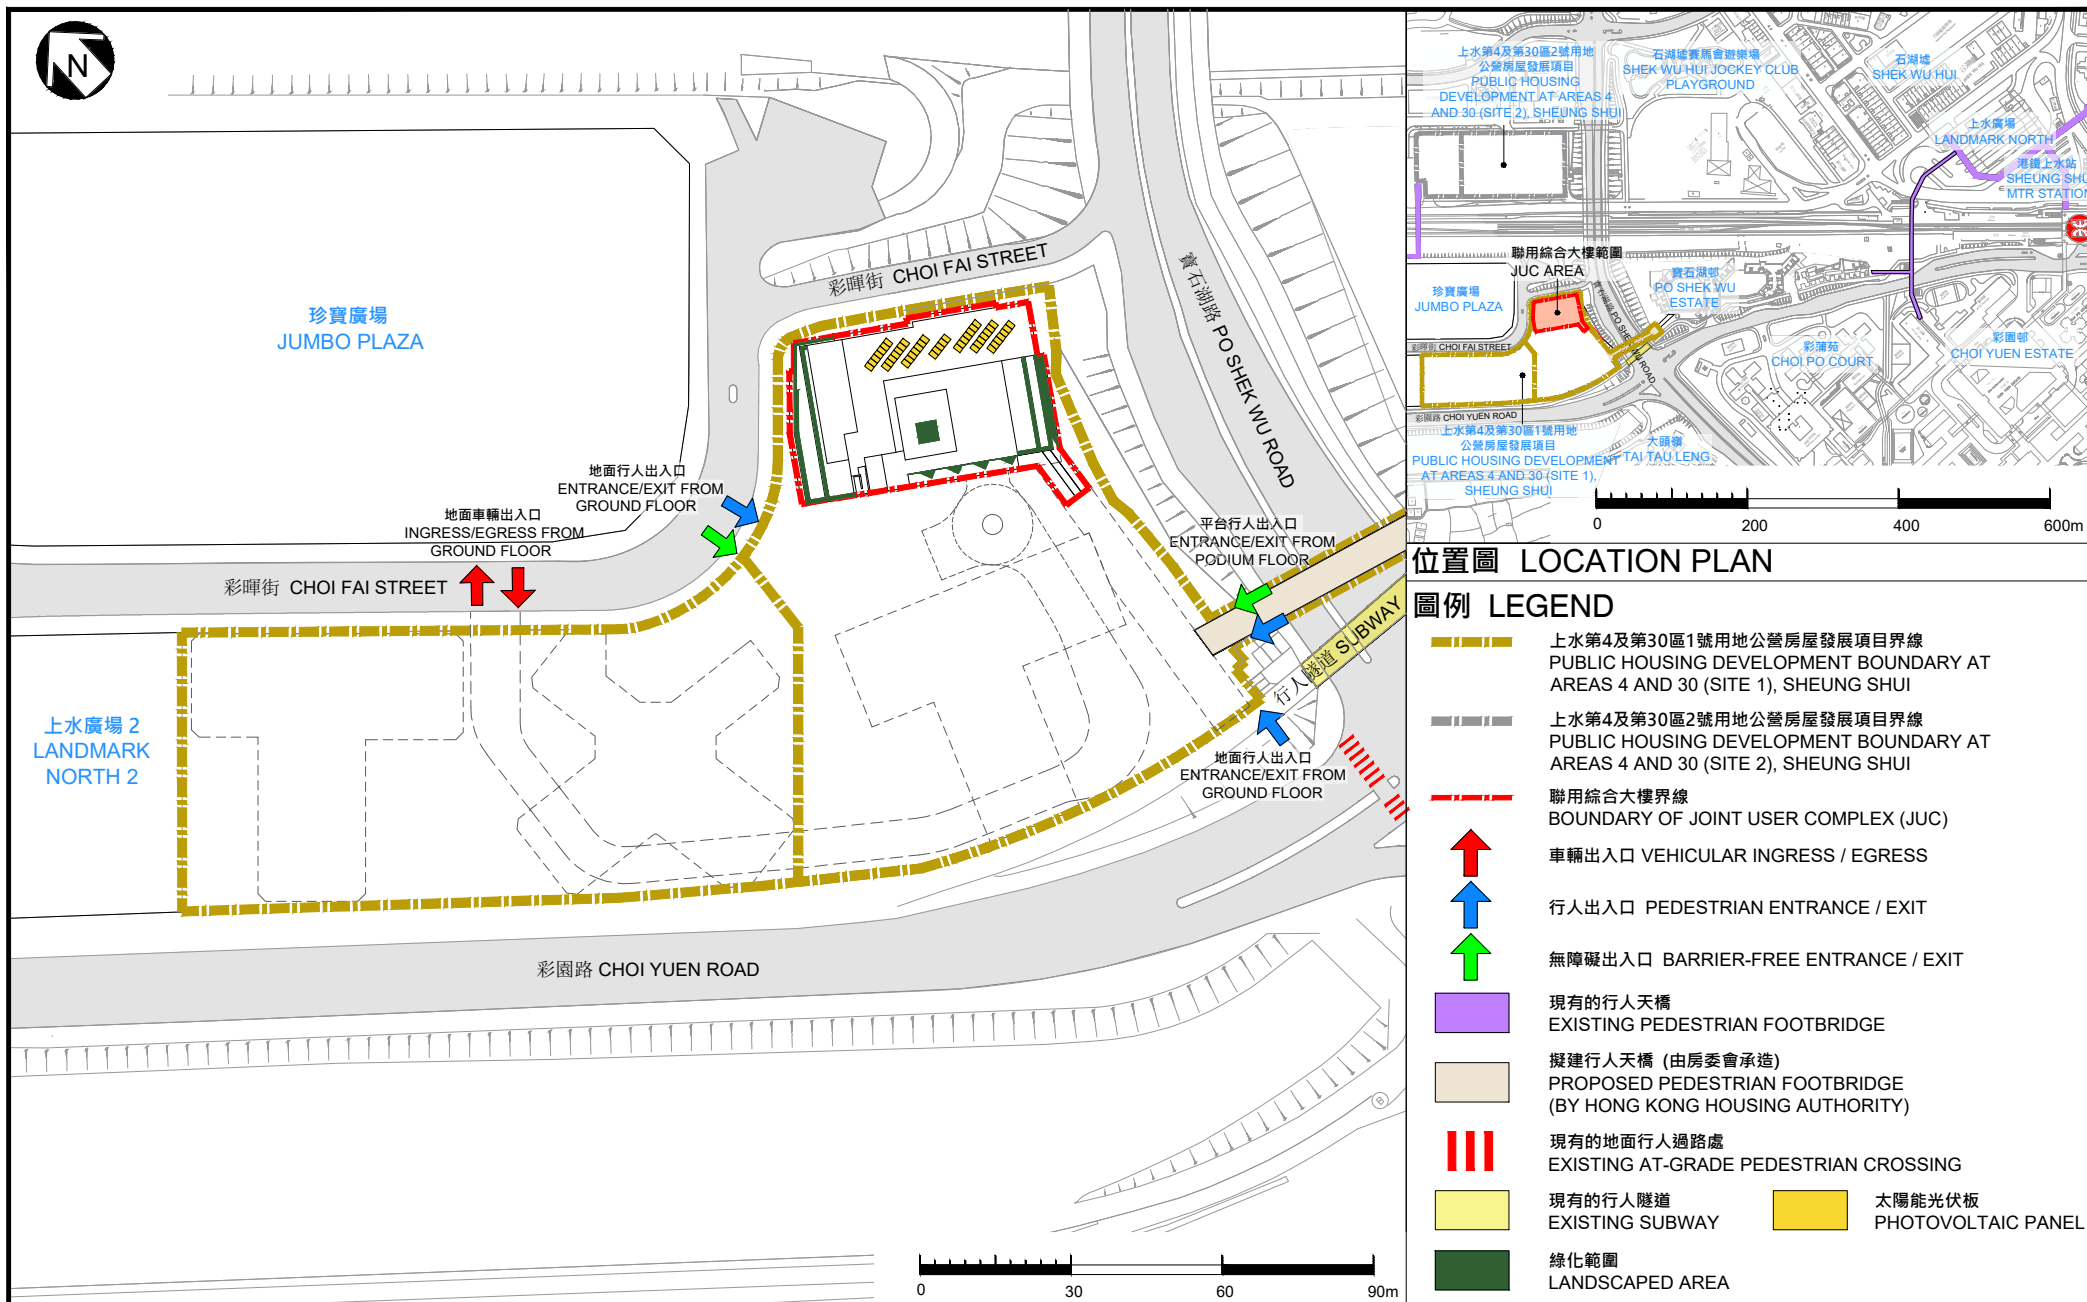 N
珍寶廣場
JUMBO PLAZA
彩暉街 CHOI FAI STREET
寶石湖路 PO SHEK WU ROAD
地面行人出入口
ENTRANCE/EXIT FROM
GROUND FLOOR
地面車輛出入口
INGRESS/EGRESS FROM
GROUND FLOOR
彩暉街 CHOI FAI STREET
平台行人出入口
ENTRANCE/EXIT FROM
PODIUM FLOOR
行人隧道 SUBWAY
地面行人出入口
ENTRANCE/EXIT FROM
GROUND FLOOR
上水廣場 2
LANDMARK
NORTH 2
彩園路 CHOI YUEN ROAD
0 30 60 90m
上水第4及第30區2號用地
公營房屋發展項目
PUBLIC HOUSING
DEVELOPMENT AT AREAS 4
AND 30 (SITE 2), SHEUNG SHUI
石湖墟賽馬會遊樂場
SHEK WU HUI JOCKEY CLUB
PLAYGROUND
石湖墟
SHEK WU HUI
上水廣場
LANDMARK NORTH
港鐵上水站
SHEUNG SHUI
MTR STATION
聯用綜合大樓範圍
JUC AREA
珍寶廣場
JUMBO PLAZA
寶石湖邨
PO SHEK WU
ESTATE
彩暉街 CHOI FAI STREET
寶石湖路 PO SHEK WU ROAD
彩蒲苑
CHOI PO COURT
彩園邨
CHOI YUEN ESTATE
彩園路 CHOI YUEN ROAD
上水第4及第30區1號用地
公營房屋發展項目
PUBLIC HOUSING DEVELOPMENT
AT AREAS 4 AND 30 (SITE 1),
SHEUNG SHUI
大頭嶺
TAI TAU LENG
0 200 400 600m
位置圖 LOCATION PLAN
圖例 LEGEND
上水第4及第30區1號用地公營房屋發展項目界線
PUBLIC HOUSING DEVELOPMENT BOUNDARY AT
AREAS 4 AND 30 (SITE 1), SHEUNG SHUI
上水第4及第30區2號用地公營房屋發展項目界線
PUBLIC HOUSING DEVELOPMENT BOUNDARY AT
AREAS 4 AND 30 (SITE 2), SHEUNG SHUI
聯用綜合大樓界線
BOUNDARY OF JOINT USER COMPLEX (JUC)
車輛出入口 VEHICULAR INGRESS / EGRESS
行人出入口 PEDESTRIAN ENTRANCE / EXIT
無障礙出入口 BARRIER-FREE ENTRANCE / EXIT
現有的行人天橋
EXISTING PEDESTRIAN FOOTBRIDGE
擬建行人天橋 (由房委會承造)
PROPOSED PEDESTRIAN FOOTBRIDGE
(BY HONG KONG HOUSING AUTHORITY)
現有的地面行人過路處
EXISTING AT-GRADE PEDESTRIAN CROSSING
現有的行人隧道
EXISTING SUBWAY
太陽能光伏板
PHOTOVOLTAIC PANEL
綠化範圍
LANDSCAPED AREA